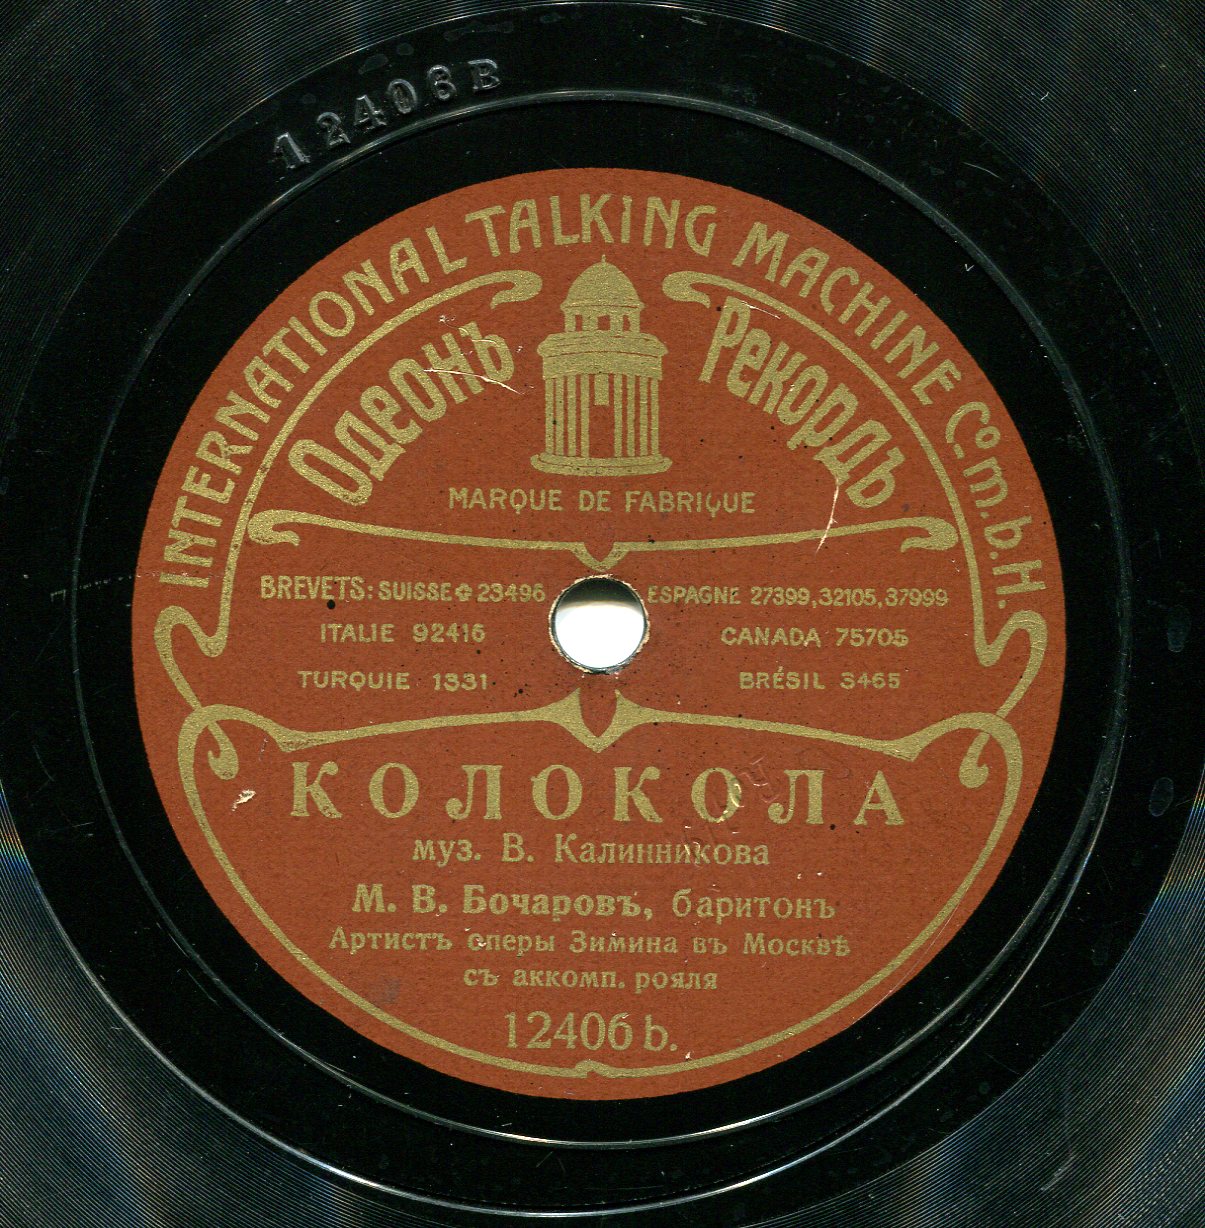 12406B
INTERNATIONAL TALKING MACHINE Co. m. b. H.
Одеонъ Рекордъ
MARQUE DE FABRIQUE
BREVETS: SUISSE ✥ 23496 ESPAGNE 27399, 32105, 37999
ITALIE 92416 CANADA 75705
TURQUIE 1331 BRÉSIL 3465
КОЛОКОЛА
муз. В. Калинникова
М. В. Бочаровъ, баритонъ
Артистъ оперы Зимина въ Москвѣ
съ аккомп. рояля
12406 b.